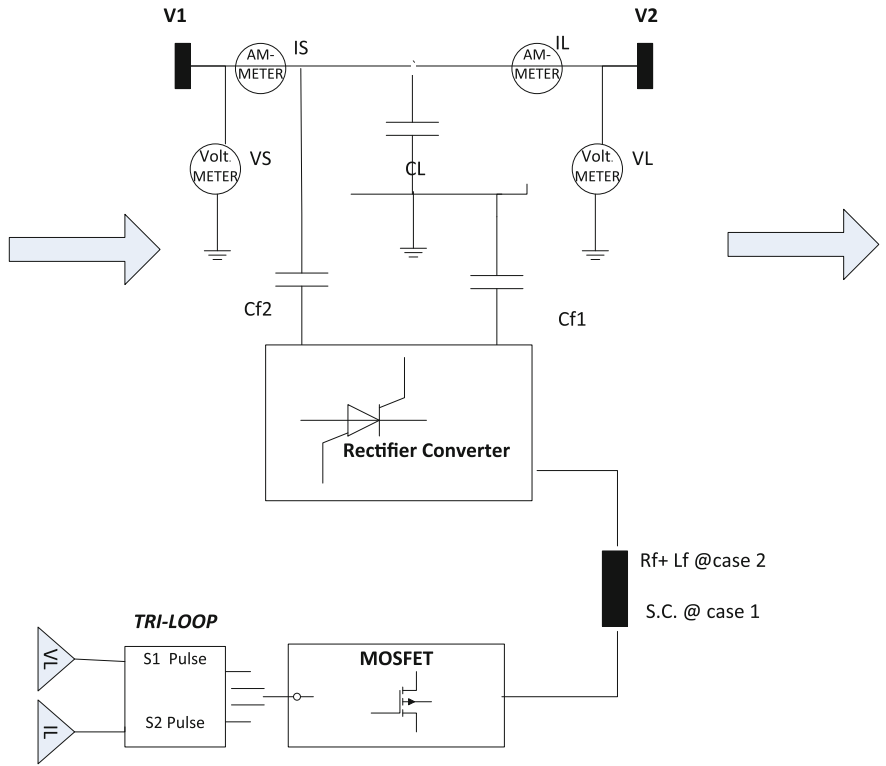 V1
V2
AM-
METER
IS
AM-
METER
IL
Volt.
METER
VS
CL
Volt.
METER
VL
Cf2
Cf1
Rectifier Converter
Rf+ Lf @case 2
S.C. @ case 1
TRI-LOOP
VL
S1 Pulse
MOSFET
IL
S2 Pulse